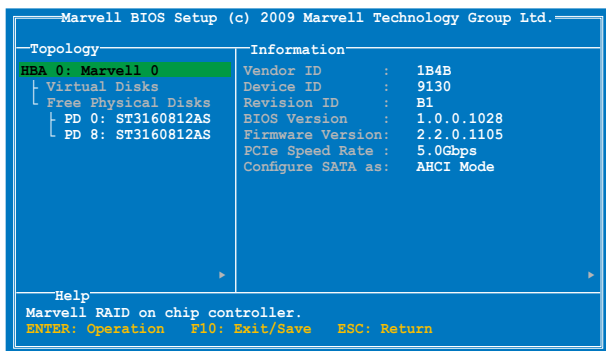 Marvell BIOS Setup (c) 2009 Marvell Technology Group Ltd.
Topology
HBA 0: Marvell 0
Virtual Disks
Free Physical Disks
PD 0: ST3160812AS
PD 8: ST3160812AS
Information
Vendor ID : 1B4B
Device ID : 9130
Revision ID : B1
BIOS Version : 1.0.0.1028
Firmware Version: 2.2.0.1105
PCIe Speed Rate : 5.0Gbps
Configure SATA as: AHCI Mode
Help
Marvell RAID on chip controller.
ENTER: Operation F10: Exit/Save ESC: Return